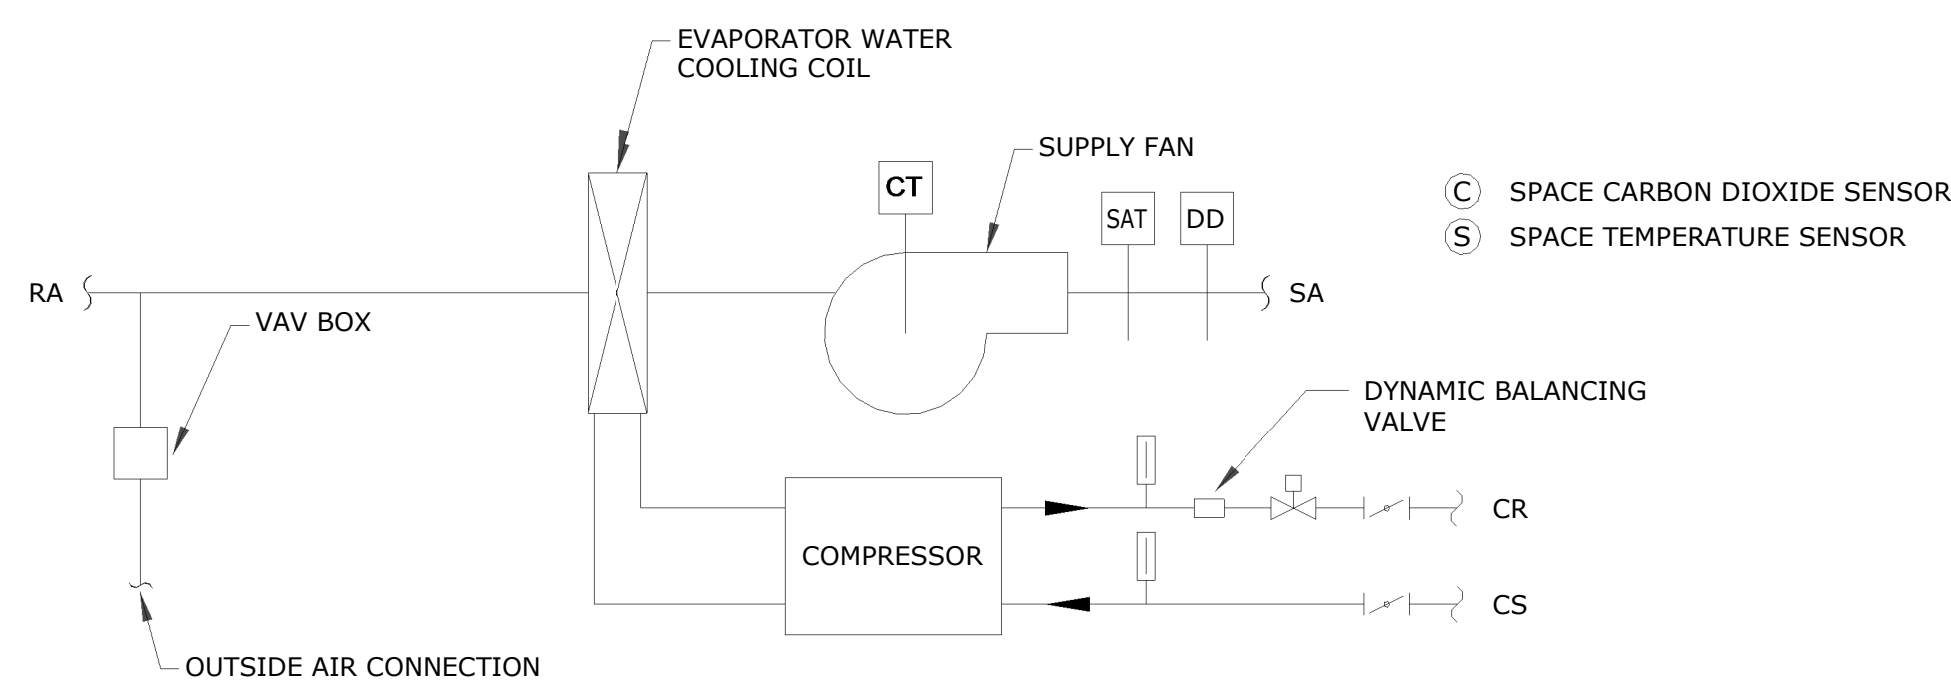 EVAPORATOR WATER
COOLING COIL
SUPPLY FAN
CT
SAT
DD
C SPACE CARBON DIOXIDE SENSOR
S SPACE TEMPERATURE SENSOR
RA
SA
VAV BOX
DYNAMIC BALANCING
VALVE
CR
COMPRESSOR
CS
OUTSIDE AIR CONNECTION